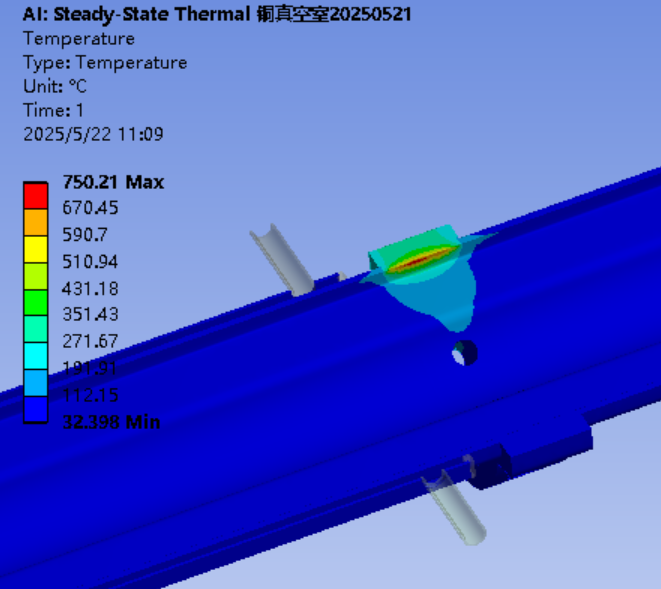 AI: Steady-State Thermal 铜真空室20250521
Temperature
Type: Temperature
Unit: °C
Time: 1
2025/5/22 11:09
750.21 Max
670.45
590.7
510.94
431.18
351.43
271.67
191.91
112.15
32.398 Min